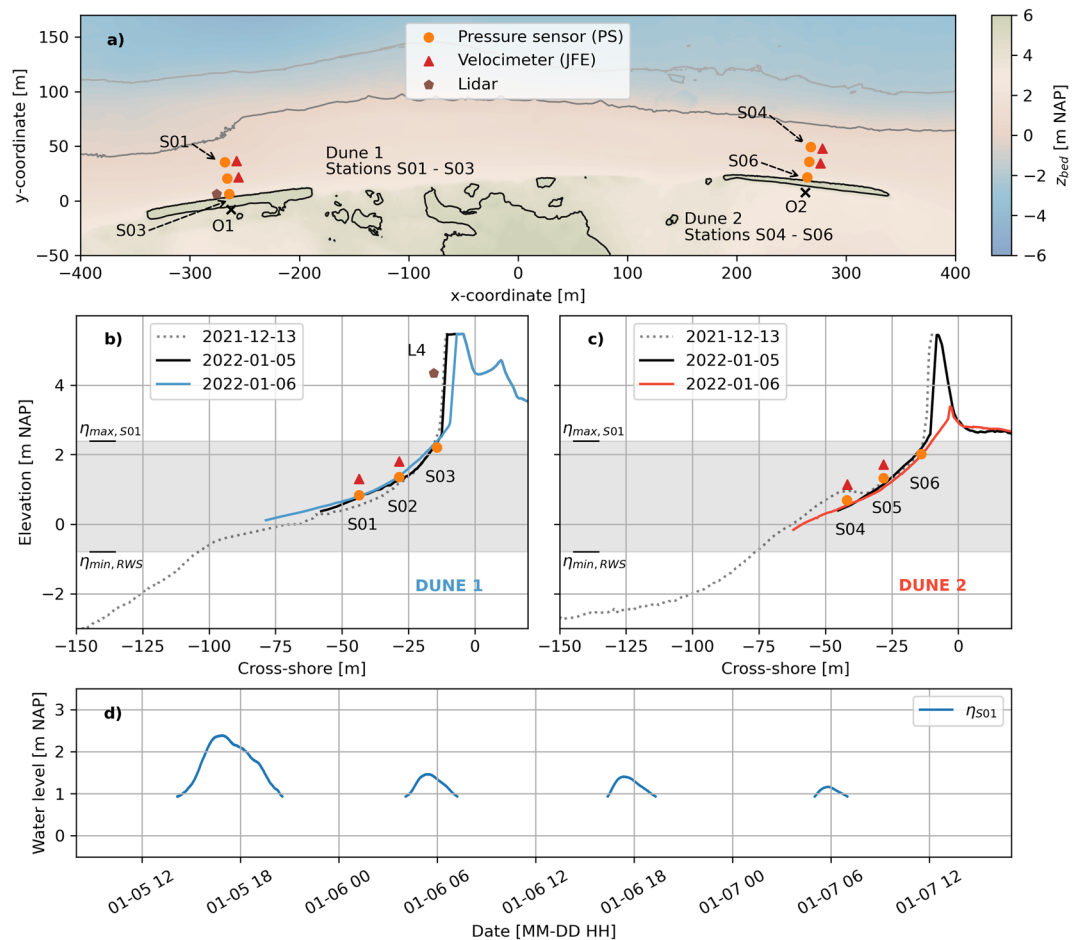 a)
Pressure sensor (PS)
Velocimeter (JFE)
Lidar
150
100
50
0
−50
y-coordinate [m]
S01
S03
O1
Dune 1
Stations S01 - S03
S04
S06
O2
Dune 2
Stations S04 - S06
−400
−300
−200
−100
0
100
200
300
400
x-coordinate [m]
6
4
2
0
−2
−4
−6
z_bed [m NAP]
b)
2021-12-13
2022-01-05
2022-01-06
L4
η_max, S01
S03
S02
S01
η_min, RWS
DUNE 1
4
2
0
−2
Elevation [m NAP]
−150
−125
−100
−75
−50
−25
0
Cross-shore [m]
c)
2021-12-13
2022-01-05
2022-01-06
η_max, S01
S06
S05
S04
η_min, RWS
DUNE 2
−150
−125
−100
−75
−50
−25
0
Cross-shore [m]
d)
η_S01
3
2
1
0
Water level [m NAP]
01-05 12
01-05 18
01-06 00
01-06 06
01-06 12
01-06 18
01-07 00
01-07 06
01-07 12
Date [MM-DD HH]